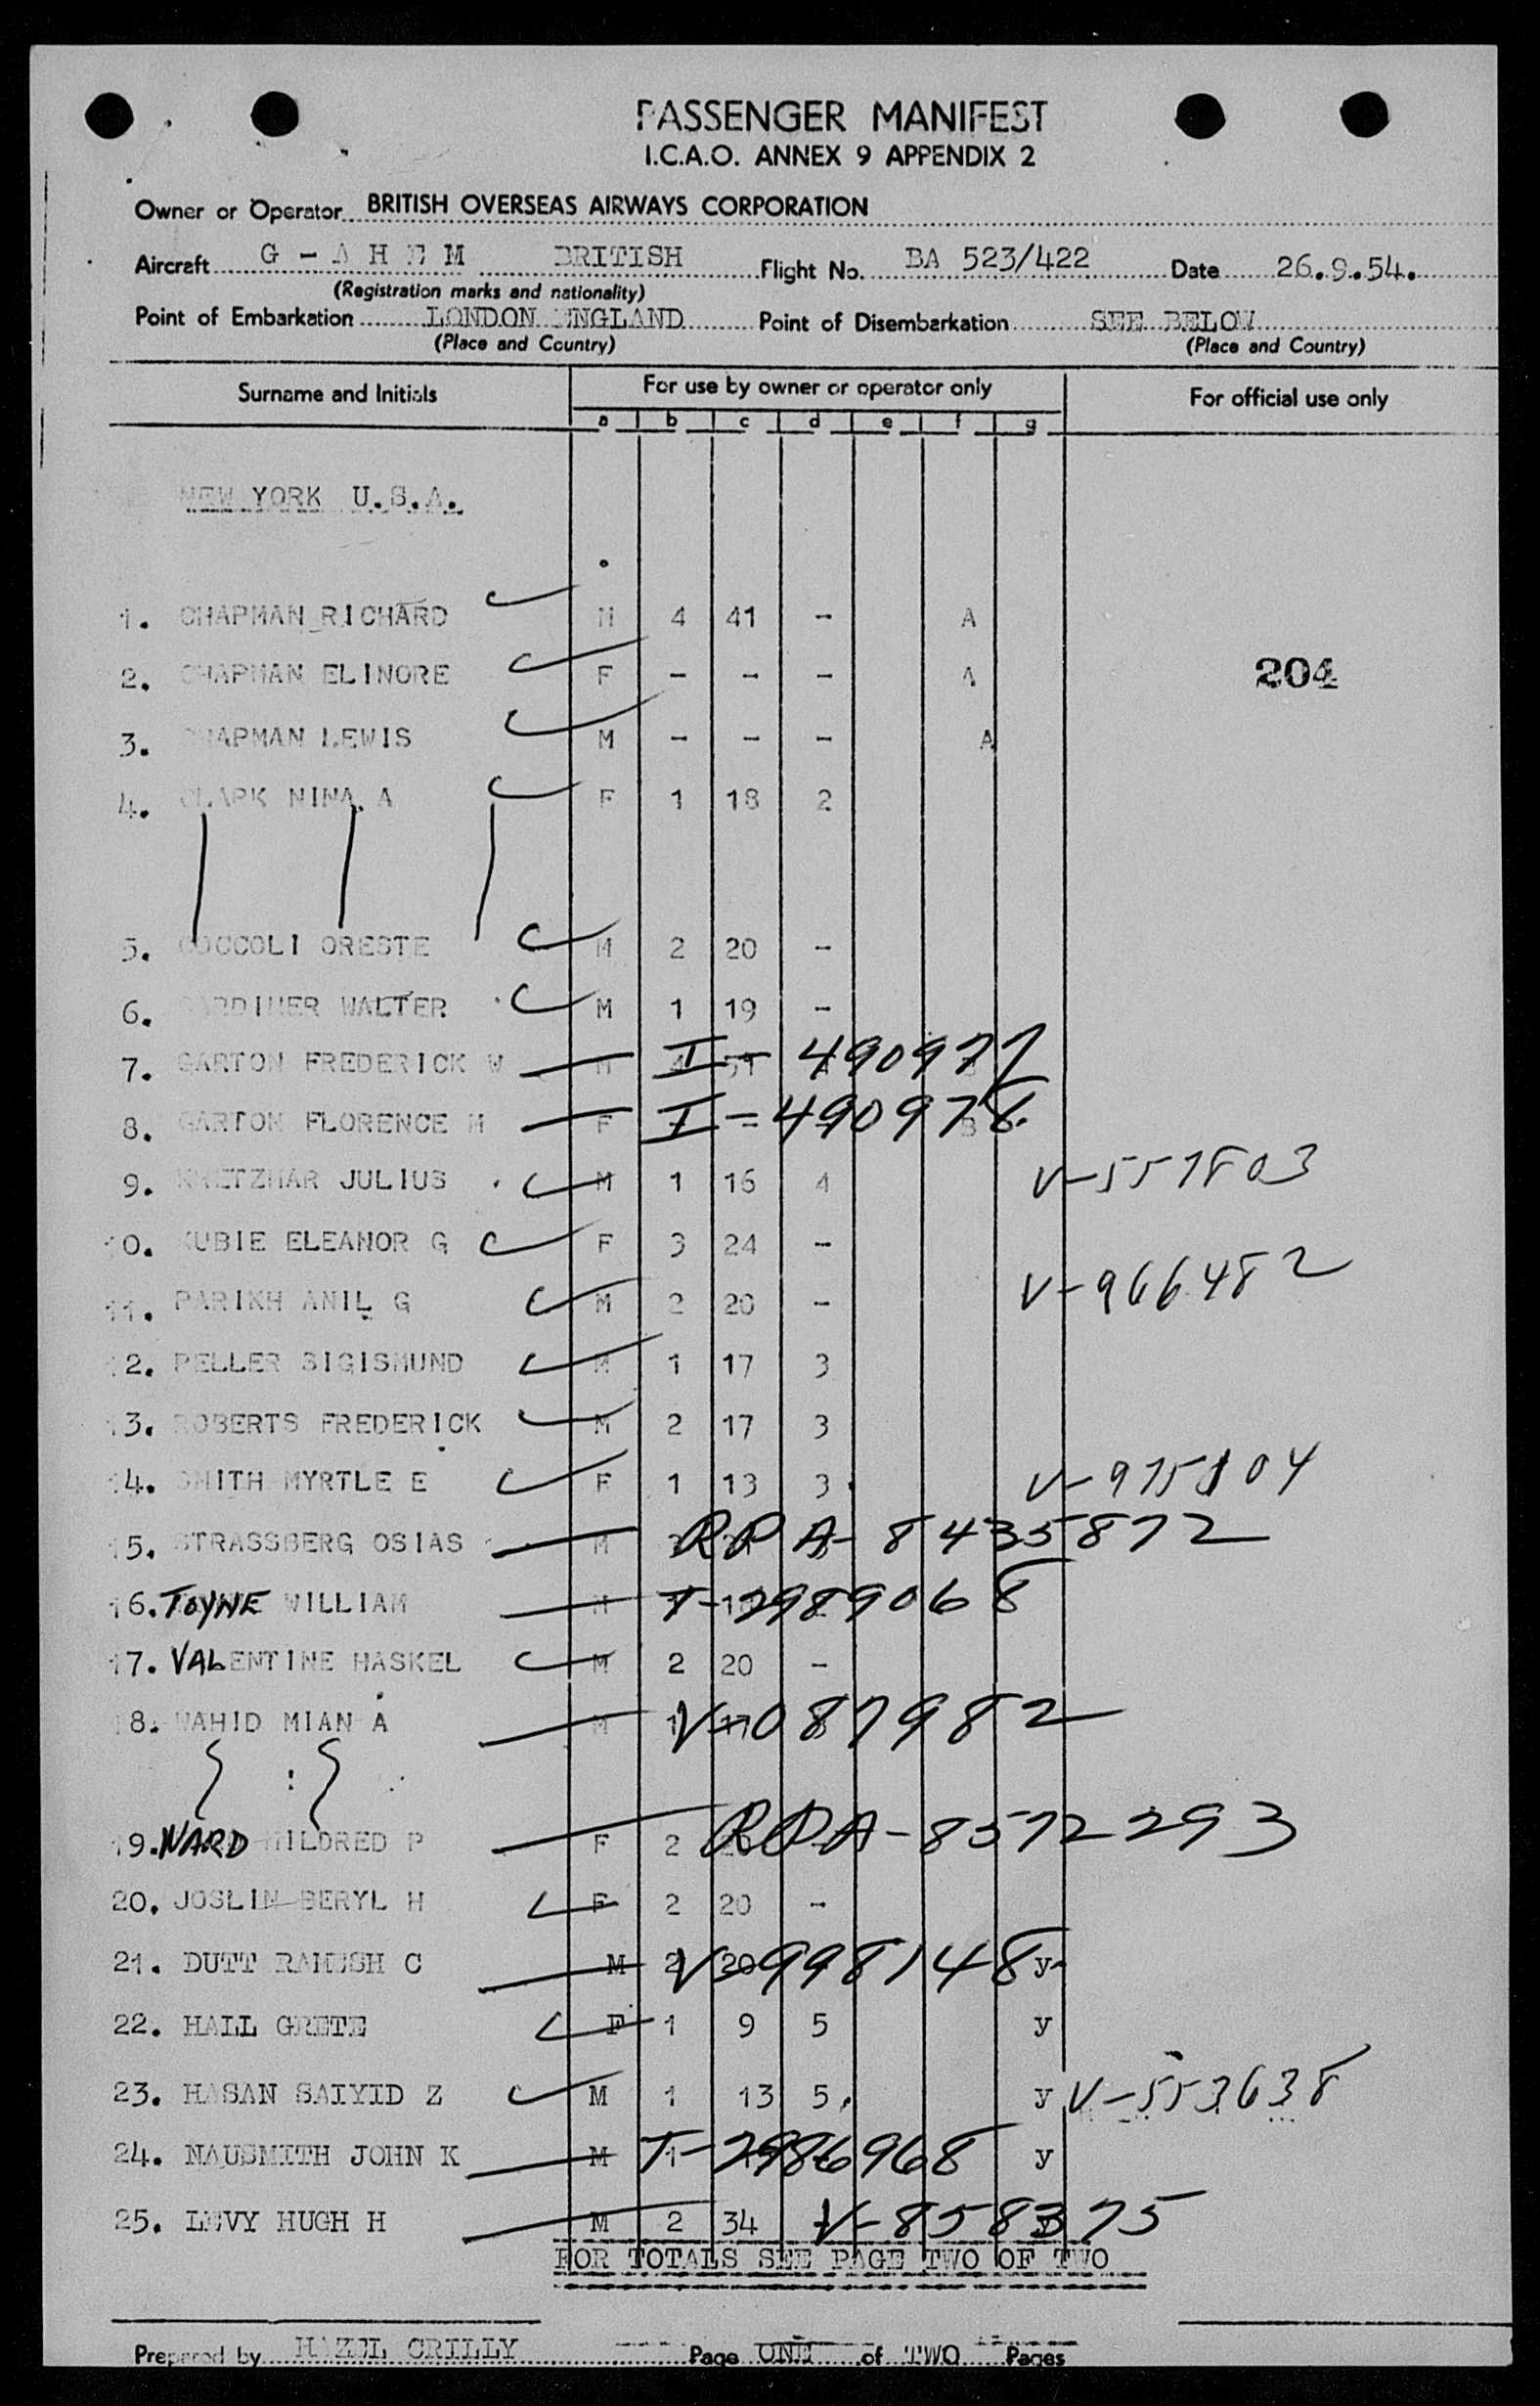 PASSENGER MANIFEST
I.C.A.O. ANNEX 9 APPENDIX 2
Owner or Operator BRITISH OVERSEAS AIRWAYS CORPORATION
Aircraft G - A H E M BRITISH Flight No. BA 523/422 Date 26.9.54.
(Registration marks and nationality)
Point of Embarkation LONDON ENGLAND Point of Disembarkation SEE BELOW
(Place and Country) (Place and Country)
Surname and Initials For use by owner or operator only For official use only
a b c d e f g
NEW YORK U.S.A.
1. CHAPMAN RICHARD M 4 41 - A
2. CHAPMAN ELINORE F - - - A 204
3. CHAPMAN LEWIS M - - - A
4. CLARK NINA A F 1 18 2
5. COCCOLI ORESTE M 2 20 -
6. GARDINER WALTER M 1 19 -
7. GARTON FREDERICK W M I - 490977
8. GARTON FLORENCE M F I - 490978
9. JULIUS M 1 16 4 V-557803
10. KUBIE ELEANOR G F 3 24 -
11. PARIKH ANIL G M 2 20 - V-966482
12. PELLER SIGISMUND M 1 17 3
13. ROBERTS FREDERICK M 2 17 3
14. SMITH MYRTLE E F 1 13 3 V-975104
15. STRASSBERG OSIAS M RPA-8435872
16. TOYNE WILLIAM M T-2989068
17. VALENTINE HASKEL M 2 20 -
18. WAHID MIAN A M V-087982
19. WARD MILDRED P F 2 RPA-8572293
20. JOSLIN BERYL H F 2 20 -
21. DUTT RAMESH C M 2 20 V-998148 y
22. HALL GRETE F 1 9 5 y
23. HASAN SAIYID Z M 1 13 5 y V-553638
24. NAUSMITH JOHN K M 1 T-2986968 y
25. LEVY HUGH H M 2 34 V-858375
FOR TOTALS SEE PAGE TWO OF TWO
Prepared by HAZEL CRILLY Page ONE of TWO Pages